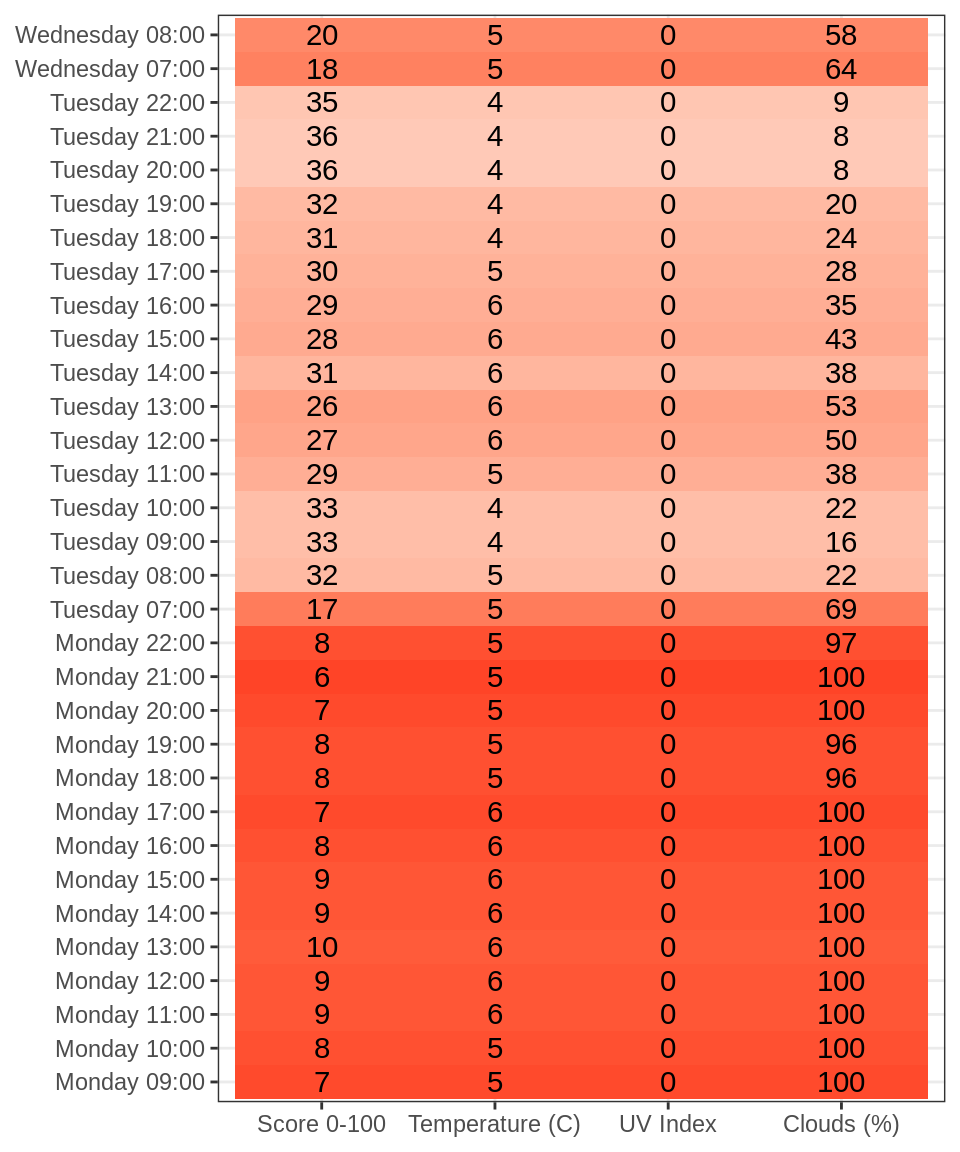 Wednesday 08:00 20 5 0 58
Wednesday 07:00 18 5 0 64
Tuesday 22:00 35 4 0 9
Tuesday 21:00 36 4 0 8
Tuesday 20:00 36 4 0 8
Tuesday 19:00 32 4 0 20
Tuesday 18:00 31 4 0 24
Tuesday 17:00 30 5 0 28
Tuesday 16:00 29 6 0 35
Tuesday 15:00 28 6 0 43
Tuesday 14:00 31 6 0 38
Tuesday 13:00 26 6 0 53
Tuesday 12:00 27 6 0 50
Tuesday 11:00 29 5 0 38
Tuesday 10:00 33 4 0 22
Tuesday 09:00 33 4 0 16
Tuesday 08:00 32 5 0 22
Tuesday 07:00 17 5 0 69
Monday 22:00 8 5 0 97
Monday 21:00 6 5 0 100
Monday 20:00 7 5 0 100
Monday 19:00 8 5 0 96
Monday 18:00 8 5 0 96
Monday 17:00 7 6 0 100
Monday 16:00 8 6 0 100
Monday 15:00 9 6 0 100
Monday 14:00 9 6 0 100
Monday 13:00 10 6 0 100
Monday 12:00 9 6 0 100
Monday 11:00 9 6 0 100
Monday 10:00 8 5 0 100
Monday 09:00 7 5 0 100
Score 0-100 Temperature (C) UV Index Clouds (%)